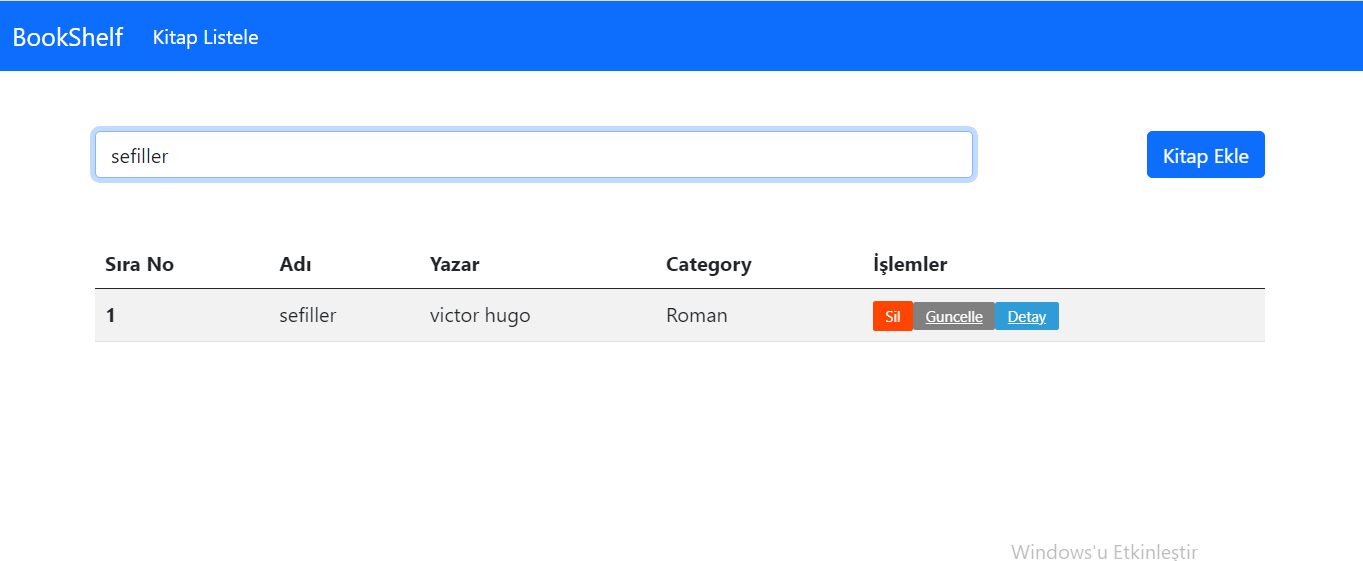 BookShelf Kitap Listele
sefiller Kitap Ekle
Sıra No Adı Yazar Category İşlemler
1 sefiller victor hugo Roman Sil Guncelle Detay
Windows'u Etkinleştir